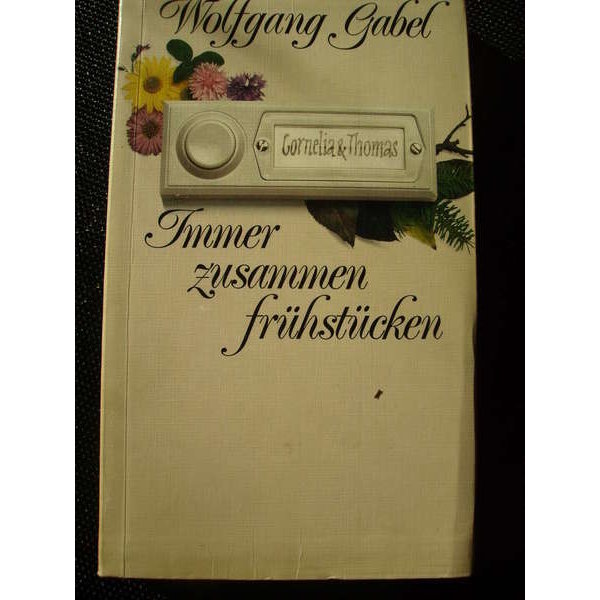 Wolfgang Gabel
Cornelia & Thomas
Immer
zusammen
frühstücken